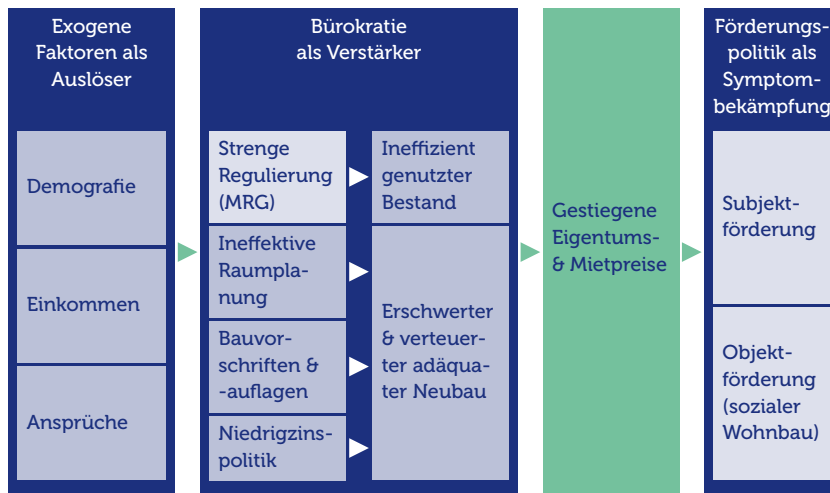 Exogene
Faktoren als
Auslöser
Demografie
Einkommen
Ansprüche
Bürokratie
als Verstärker
Strenge
Regulierung
(MRG)
Ineffektive
Raumpla-
nung
Bauvor-
schriften &
-auflagen
Niedrigzins-
politik
Ineffizient
genutzter
Bestand
Erschwerter
& verteuer-
ter adäqua-
ter Neubau
Gestiegene
Eigentums-
& Mietpreise
Förderungs-
politik als
Symptom-
bekämpfung
Subjekt-
förderung
Objekt-
förderung
(sozialer
Wohnbau)